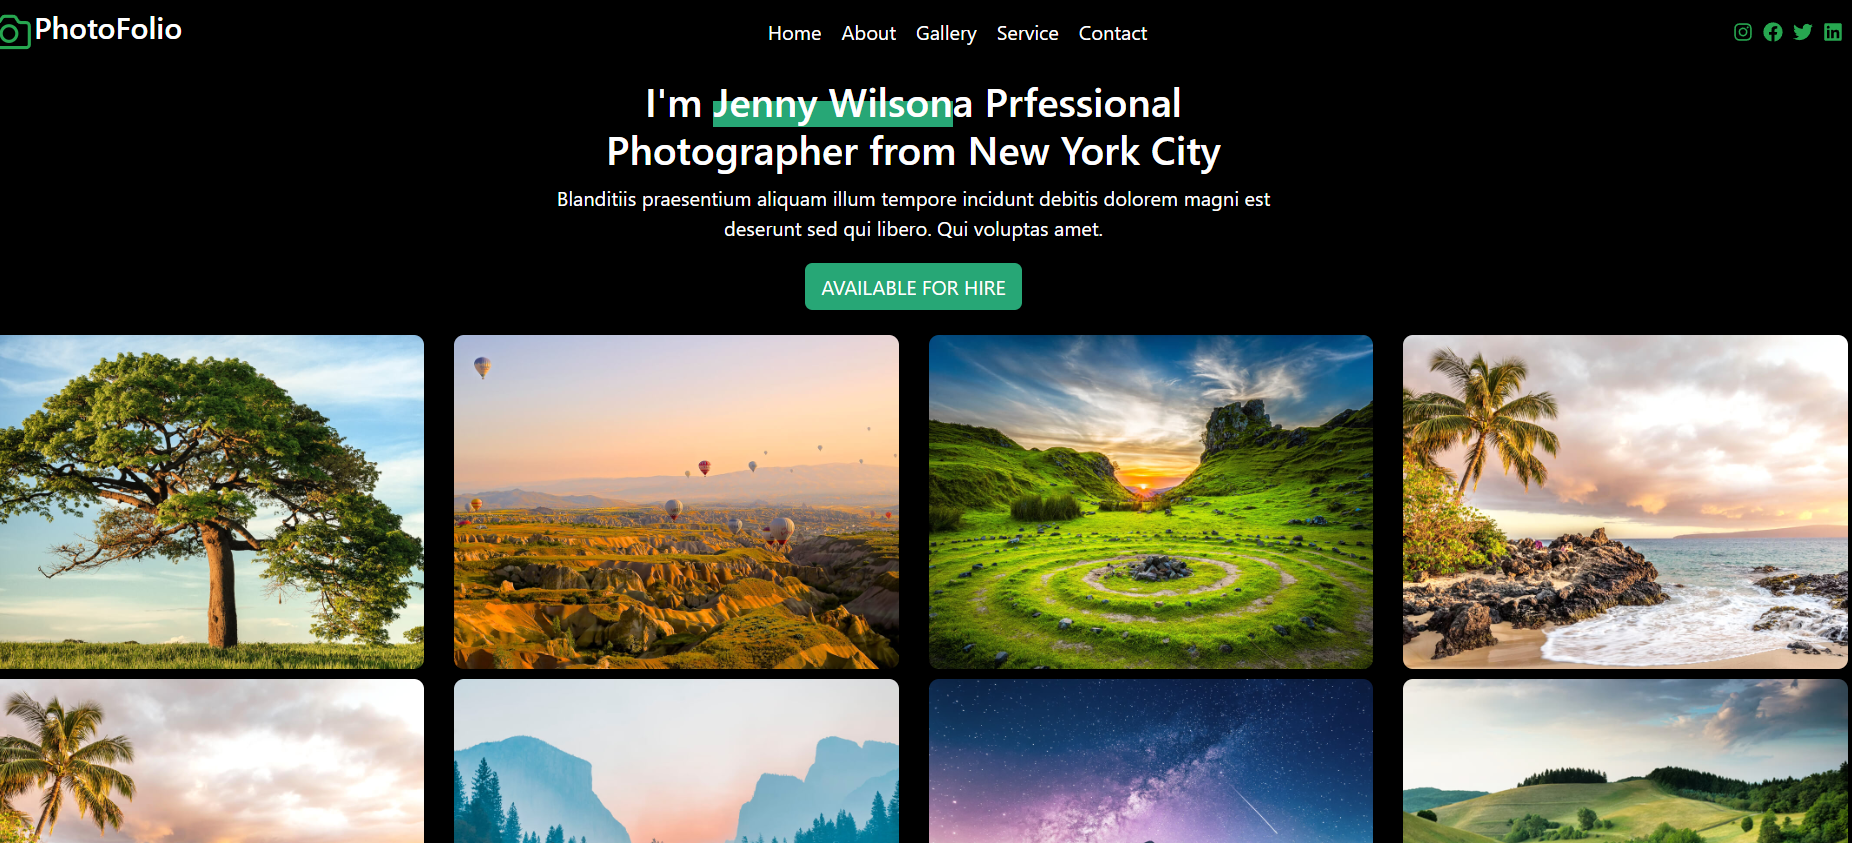 PhotoFolio
Home About Gallery Service Contact
I'm Jenny Wilsona Prfessional
Photographer from New York City
Blanditiis praesentium aliquam illum tempore incidunt debitis dolorem magni est
deserunt sed qui libero. Qui voluptas amet.
AVAILABLE FOR HIRE